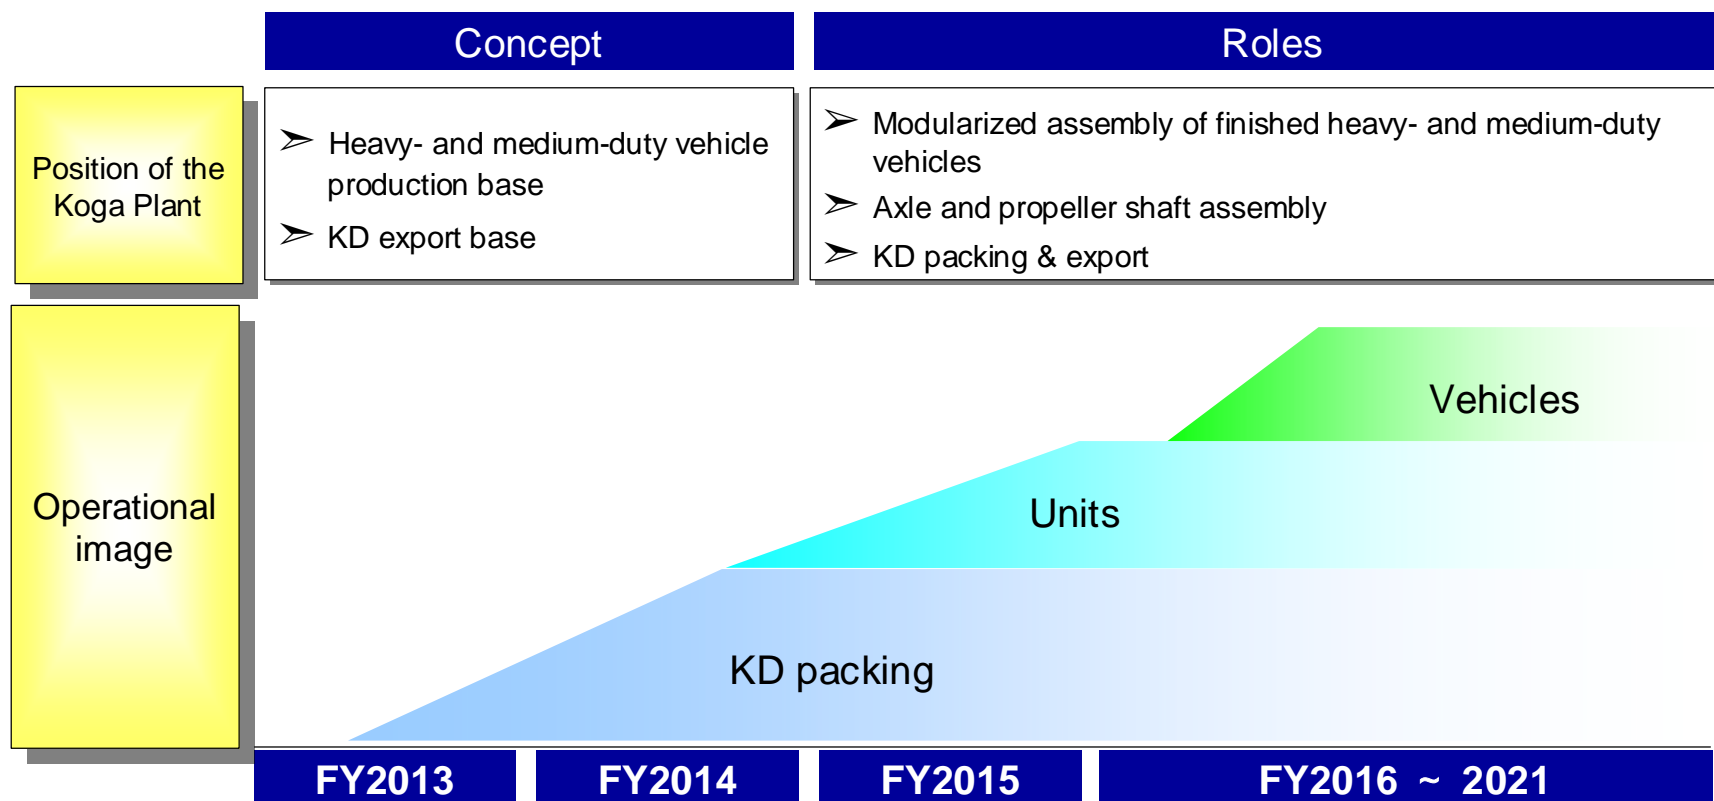 Concept
Roles
Position of the
Koga Plant
➢ Heavy- and medium-duty vehicle
production base
➢ KD export base
➢ Modularized assembly of finished heavy- and medium-duty
vehicles
➢ Axle and propeller shaft assembly
➢ KD packing & export
Operational
image
Vehicles
Units
KD packing
FY2013
FY2014
FY2015
FY2016 ~ 2021